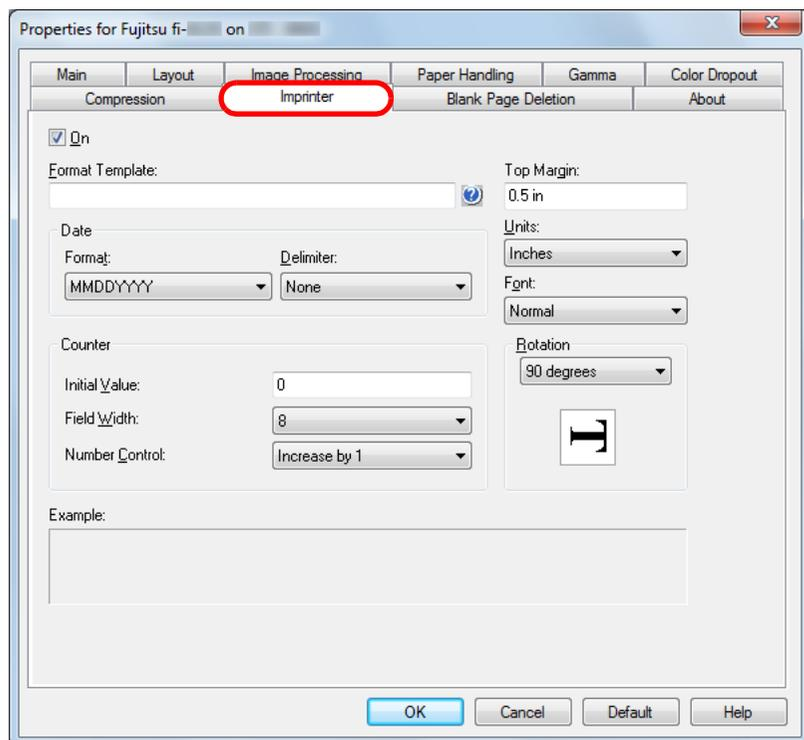 Properties for Fujitsu fi- on
Main Layout Image Processing Paper Handling Gamma Color Dropout
Compression Imprinter Blank Page Deletion About
On
Format Template:
Top Margin:
0.5 in
Date
Format: Delimiter:
MMDDYYYY None
Units:
Inches
Font:
Normal
Counter
Initial Value: 0
Field Width: 8
Number Control: Increase by 1
Rotation
90 degrees
T
Example:
OK Cancel Default Help